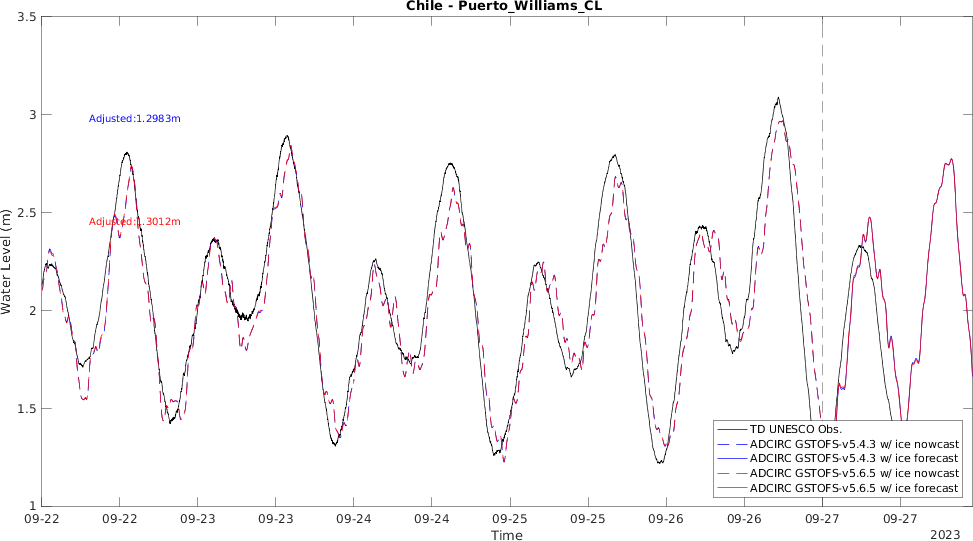 Chile - Puerto_Williams_CL
3.5
3
2.5
2
1.5
1
Water Level (m)
Adjusted:1.2983m
Adjusted:1.3012m
TD UNESCO Obs.
ADCIRC GSTOFS-v5.4.3 w/ ice nowcast
ADCIRC GSTOFS-v5.4.3 w/ ice forecast
ADCIRC GSTOFS-v5.6.5 w/ ice nowcast
ADCIRC GSTOFS-v5.6.5 w/ ice forecast
09-22 09-22 09-23 09-23 09-24 09-24 09-25 09-25 09-26 09-26 09-27 09-27
Time
2023